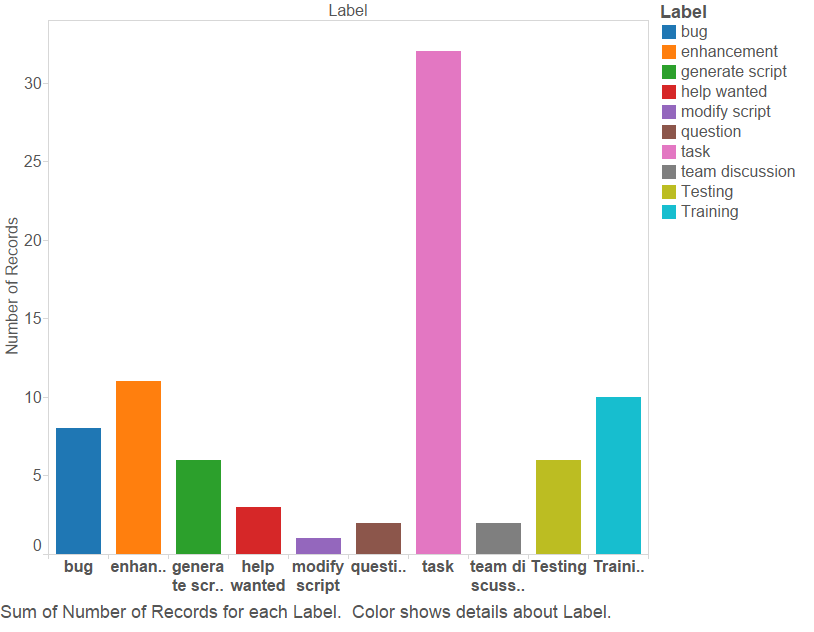 Label
Label
bug
enhancement
generate script
help wanted
modify script
question
task
team discussion
Testing
Training
Number of Records
30
25
20
15
10
5
0
bug enhan.. genera help modify questi.. task team di Testing Traini..
te scr.. wanted script scuss..
Sum of Number of Records for each Label.  Color shows details about Label.